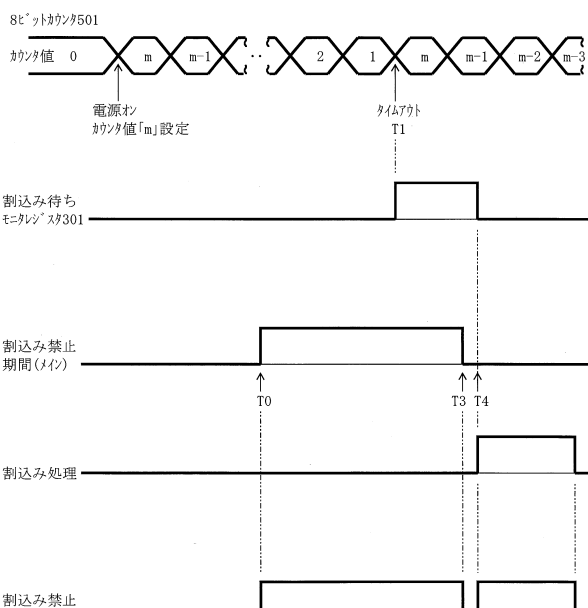 8ﾋﾞｯﾄｶｳﾝﾀ501
ｶｳﾝﾀ値 0 m m-1 ‥ 2 1 m m-1 m-2 m-3
電源ｵﾝ
ｶｳﾝﾀ値「m」設定
ﾀｲﾑｱｳﾄ
T1
割込み待ち
ﾓﾆﾀﾚｼﾞｽﾀ301
割込み禁止
期間(ﾒｲﾝ)
T0 T3 T4
割込み処理
割込み禁止